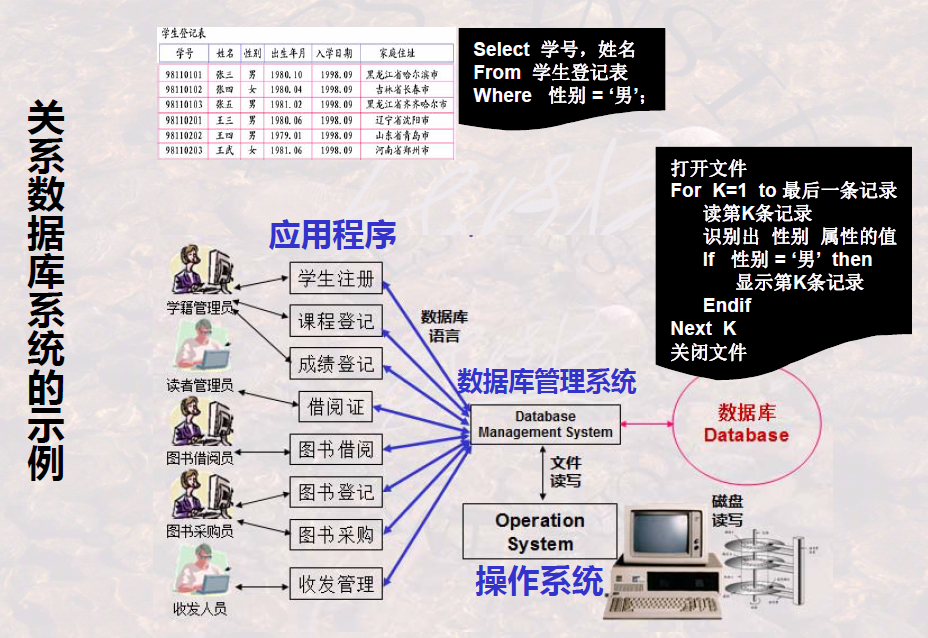 关系数据库系统的示例
学生登记表
学号 姓名 性别 出生年月 入学日期 家庭住址
98110101 张三 男 1980.10 1998.09 黑龙江省哈尔滨市
98110102 张四 女 1980.04 1998.09 吉林省长春市
98110103 张五 男 1981.02 1998.09 黑龙江省齐齐哈尔市
98110201 王三 男 1980.06 1998.09 辽宁省沈阳市
98110202 王四 男 1979.01 1998.09 山东省青岛市
98110203 王武 女 1981.06 1998.09 河南省郑州市
Select 学号，姓名
From 学生登记表
Where 性别 = ‘男’;
打开文件
For K=1 to 最后一条记录
读第K条记录
识别出 性别 属性的值
If 性别 = ‘男’ then
显示第K条记录
Endif
Next K
关闭文件
应用程序
学籍管理员
读者管理员
图书借阅员
图书采购员
收发人员
学生注册
课程登记
成绩登记
借阅证
图书借阅
图书登记
图书采购
收发管理
数据库
语言
数据库管理系统
Database
Management System
数据库
Database
文件
读写
Operation
System
操作系统
磁盘
读写